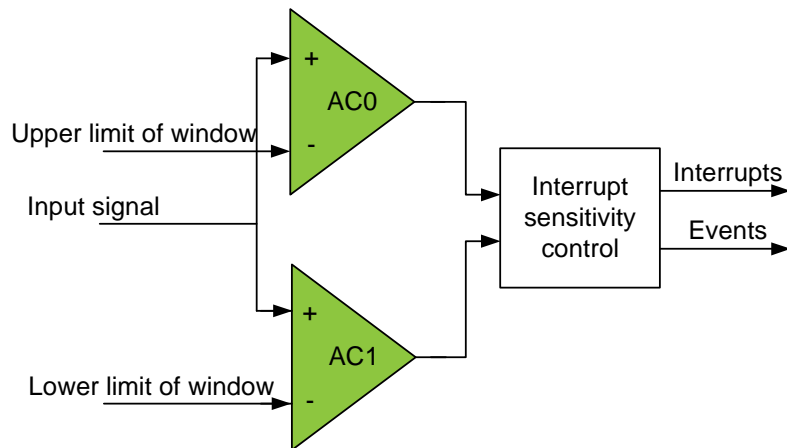 +
AC0
Upper limit of window
-
Input signal
Interrupt
sensitivity
control
Interrupts
Events
+
AC1
Lower limit of window
-